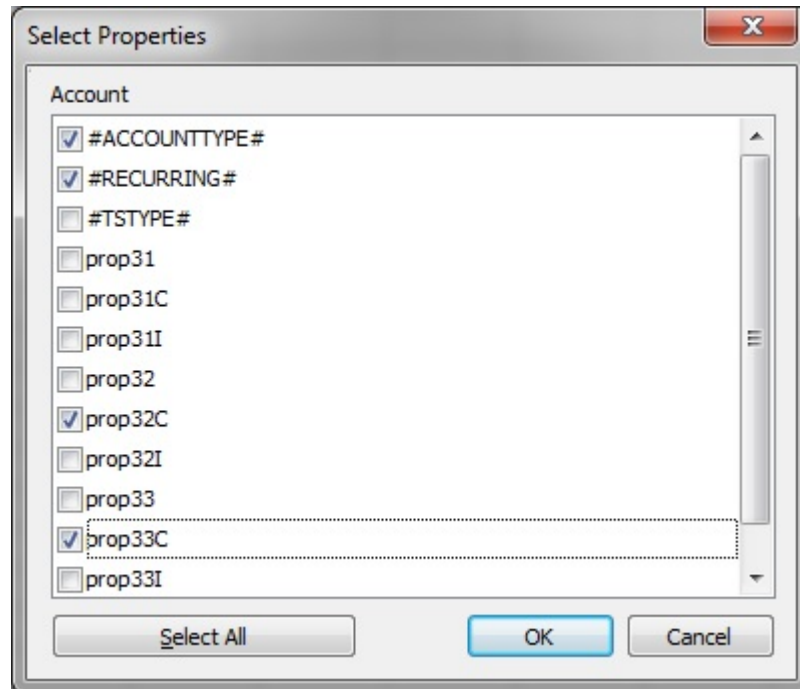 Select Properties
Account
#ACCOUNTTYPE#
#RECURRING#
#TSTYPE#
prop31
prop31C
prop31I
prop32
prop32C
prop32I
prop33
prop33C
prop33I
Select All OK Cancel